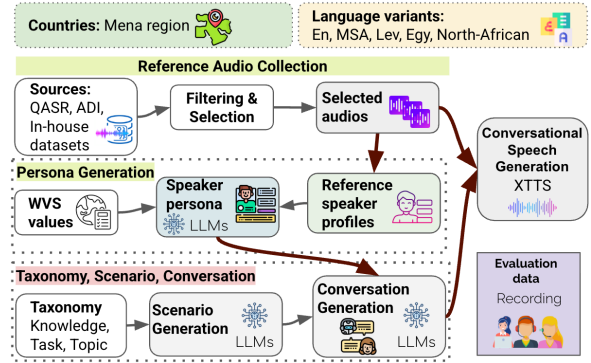 Countries: Mena region
Language variants:
En, MSA, Lev, Egy, North-African
Reference Audio Collection
Sources:
QASR, ADI,
In-house
datasets
Filtering &
Selection
Selected
audios
Conversational
Speech
Generation
XTTS
Persona Generation
WVS
values
Speaker
persona
LLMs
Reference
speaker
profiles
Taxonomy, Scenario, Conversation
Taxonomy
Knowledge,
Task, Topic
Scenario
Generation
LLMs
Conversation
Generation
LLMs
Evaluation
data
Recording